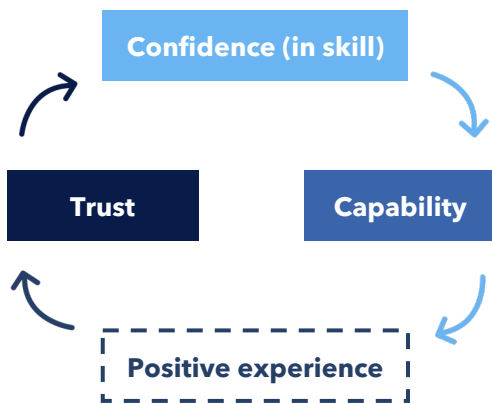 Confidence (in skill)
Trust
Capability
Positive experience